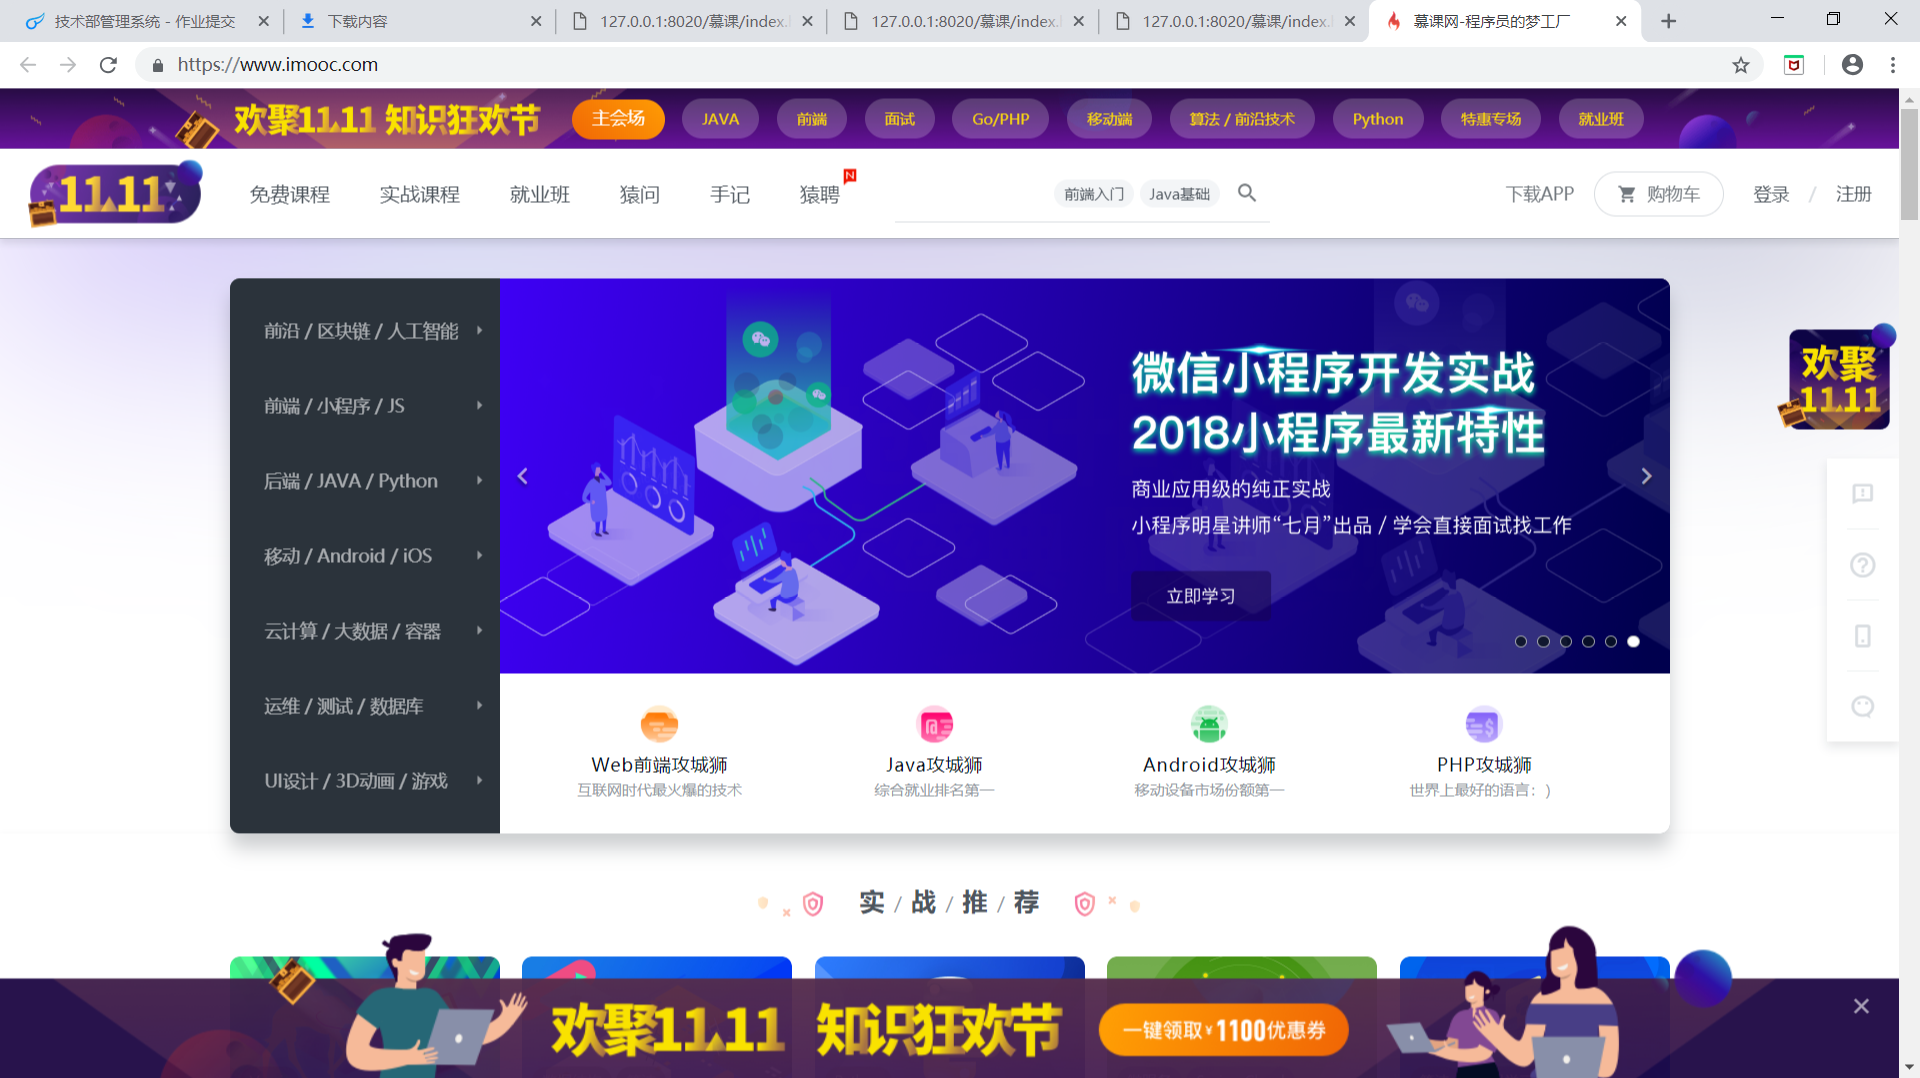 技术部管理系统 - 作业提交
下载内容
127.0.0.1:8020/慕课/index.
127.0.0.1:8020/慕课/index.
127.0.0.1:8020/慕课/index.
慕课网-程序员的梦工厂
https://www.imooc.com
欢聚11.11 知识狂欢节
主会场
JAVA
前端
面试
Go/PHP
移动端
算法 / 前沿技术
Python
特惠专场
就业班
11.11
免费课程
实战课程
就业班
猿问
手记
猿聘
N
前端入门
Java基础
下载APP
购物车
登录 / 注册
前沿 / 区块链 / 人工智能
前端 / 小程序 / JS
后端 / JAVA / Python
移动 / Android / iOS
云计算 / 大数据 / 容器
运维 / 测试 / 数据库
UI设计 / 3D动画 / 游戏
微信小程序开发实战
2018小程序最新特性
商业应用级的纯正实战
小程序明星讲师“七月”出品 / 学会直接面试找工作
立即学习
欢聚
11.11
Web前端攻城狮
互联网时代最火爆的技术
Java攻城狮
综合就业排名第一
Android攻城狮
移动设备市场份额第一
PHP攻城狮
世界上最好的语言：)
实 / 战 / 推 / 荐
欢聚11.11 知识狂欢节
一键领取¥1100优惠券